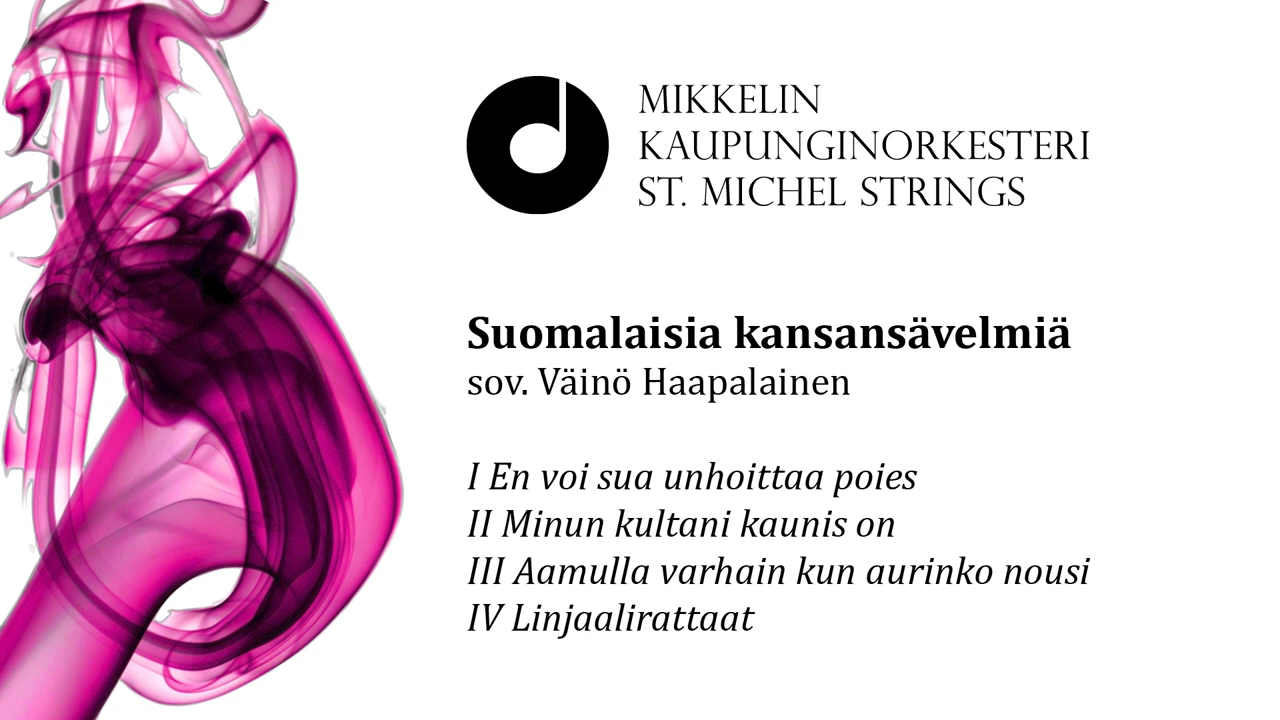 MIKKELIN
KAUPUNGINORKESTERI
ST. MICHEL STRINGS
Suomalaisia kansansävelmiä
sov. Väinö Haapalainen
I En voi sua unhoittaa poies
II Minun kultani kaunis on
III Aamulla varhain kun aurinko nousi
IV Linjaalirattaat